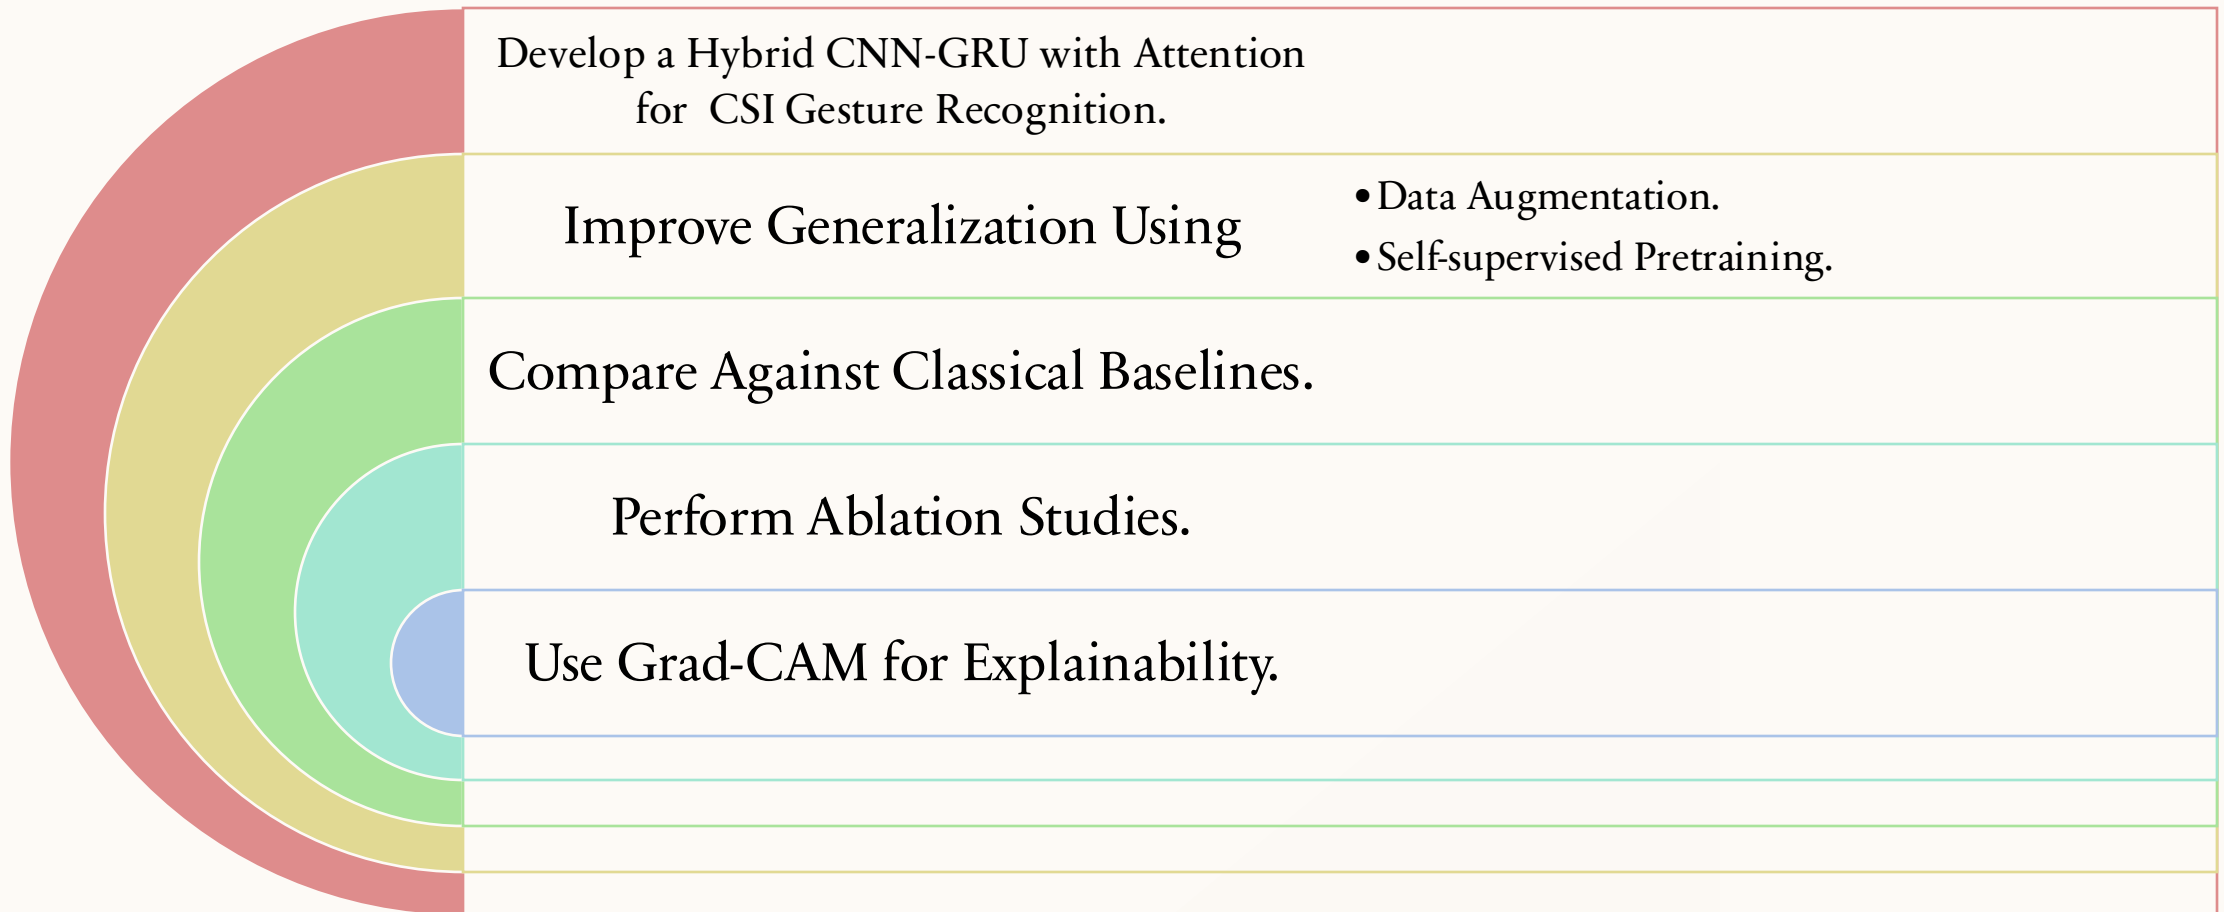 Develop a Hybrid CNN-GRU with Attention
for  CSI Gesture Recognition.
Improve Generalization Using
•Data Augmentation.
•Self-supervised Pretraining.
Compare Against Classical Baselines.
Perform Ablation Studies.
Use Grad-CAM for Explainability.